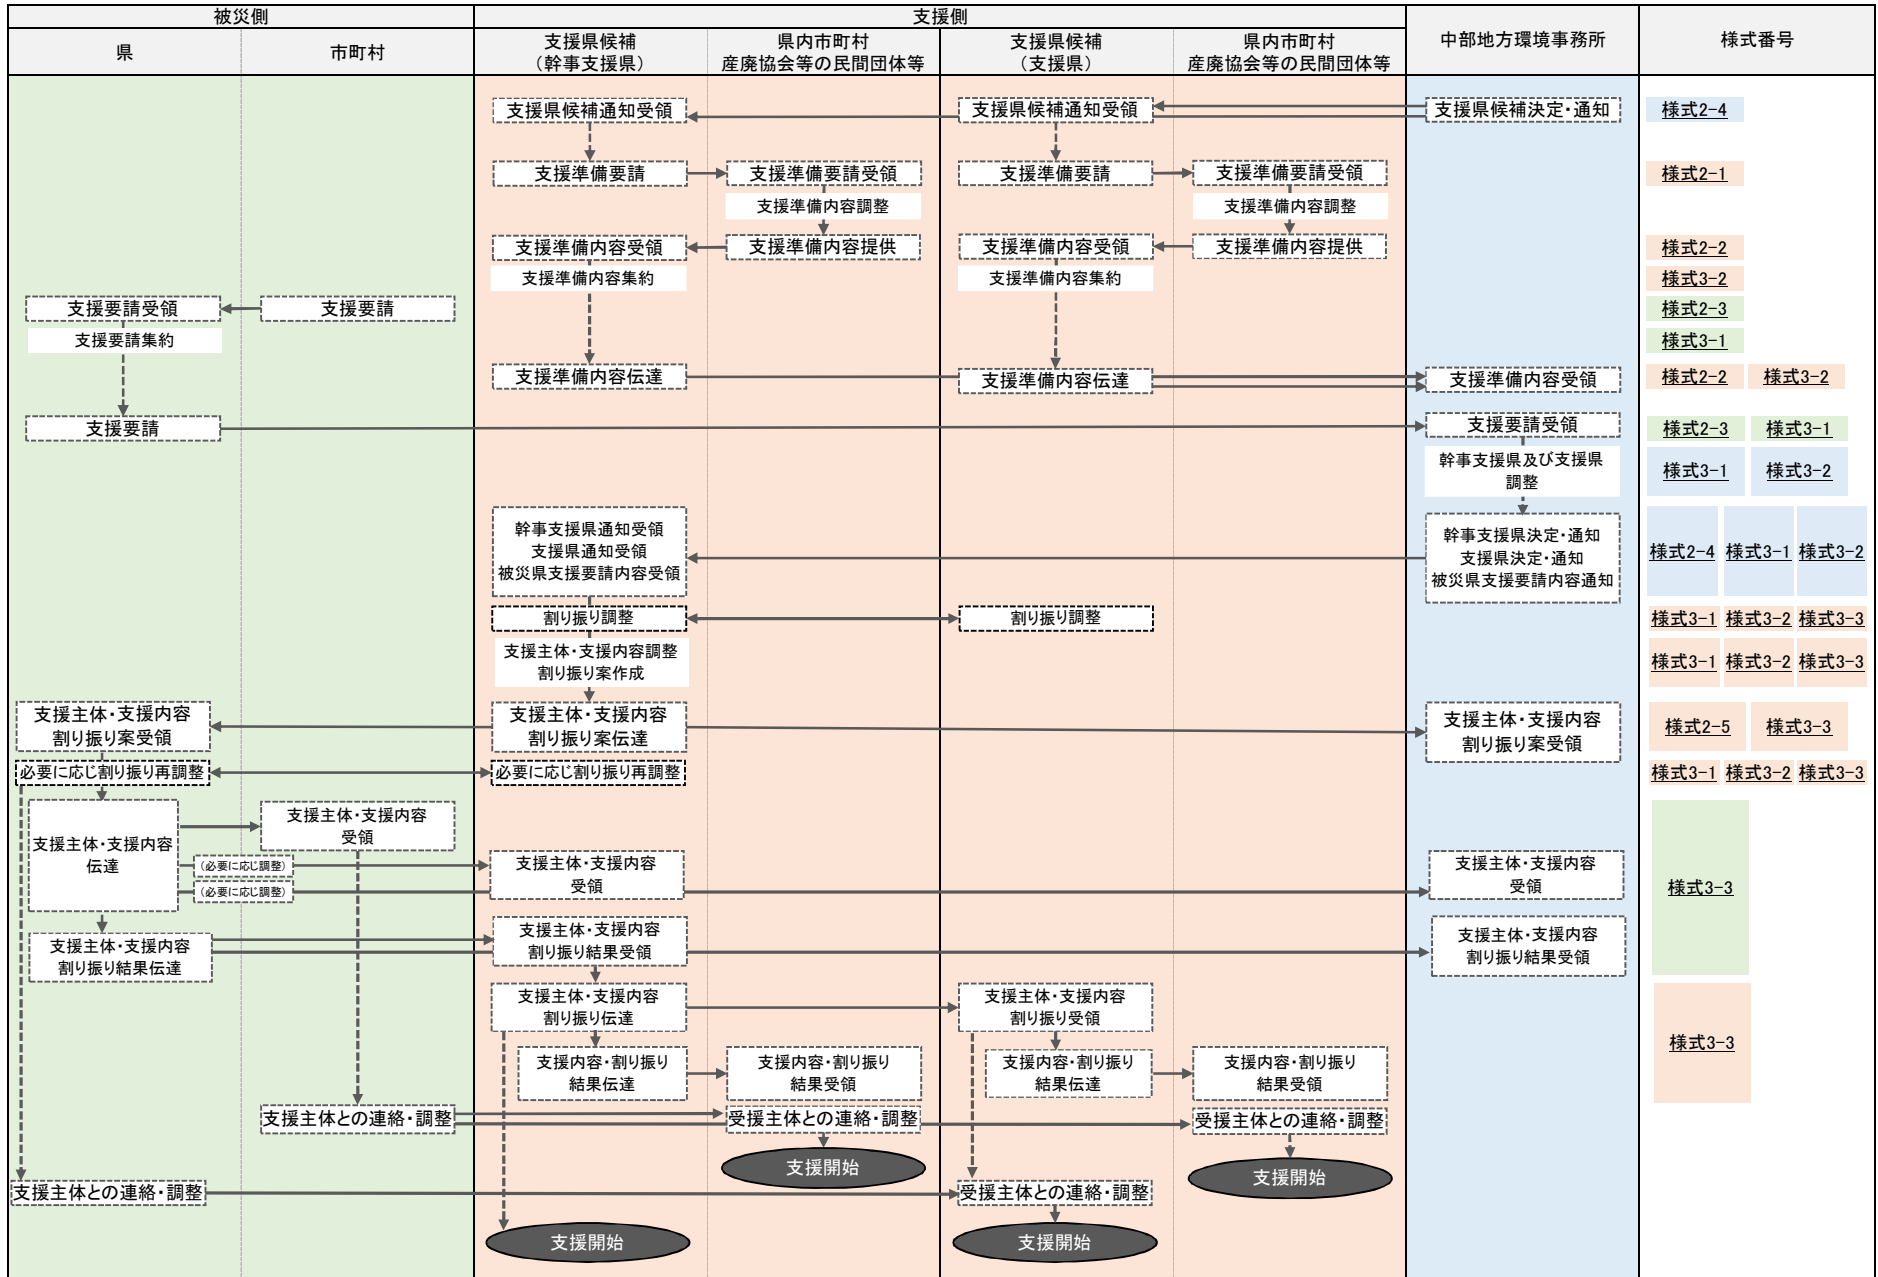 被災側
支援側
県
市町村
支援県候補
（幹事支援県）
県内市町村
産廃協会等の民間団体等
支援県候補
（支援県）
県内市町村
産廃協会等の民間団体等
中部地方環境事務所
様式番号
支援県候補通知受領
支援県候補通知受領
支援県候補決定・通知
様式2-4
支援準備要請
支援準備要請受領
支援準備要請
支援準備要請受領
様式2-1
支援準備内容調整
支援準備内容調整
支援準備内容受領
支援準備内容提供
支援準備内容受領
支援準備内容提供
様式2-2
支援準備内容集約
支援準備内容集約
様式3-2
支援要請受領
支援要請
様式2-3
支援要請集約
様式3-1
支援準備内容伝達
支援準備内容伝達
支援準備内容受領
様式2-2
様式3-2
支援要請
支援要請受領
様式2-3
様式3-1
幹事支援県及び支援県
調整
様式3-1
様式3-2
幹事支援県通知受領
支援県通知受領
被災県支援要請内容受領
幹事支援県決定・通知
支援県決定・通知
被災県支援要請内容通知
様式2-4
様式3-1
様式3-2
割り振り調整
割り振り調整
様式3-1
様式3-2
様式3-3
支援主体・支援内容調整
割り振り案作成
様式3-1
様式3-2
様式3-3
支援主体・支援内容
割り振り案受領
支援主体・支援内容
割り振り案伝達
支援主体・支援内容
割り振り案受領
様式2-5
様式3-3
必要に応じ割り振り再調整
必要に応じ割り振り再調整
様式3-1
様式3-2
様式3-3
支援主体・支援内容
伝達
支援主体・支援内容
受領
（必要に応じ調整）
（必要に応じ調整）
支援主体・支援内容
受領
支援主体・支援内容
受領
様式3-3
支援主体・支援内容
割り振り結果伝達
支援主体・支援内容
割り振り結果受領
支援主体・支援内容
割り振り結果受領
支援主体・支援内容
割り振り伝達
支援主体・支援内容
割り振り受領
様式3-3
支援内容・割り振り
結果伝達
支援内容・割り振り
結果受領
支援内容・割り振り
結果伝達
支援内容・割り振り
結果受領
支援主体との連絡・調整
受援主体との連絡・調整
受援主体との連絡・調整
支援開始
支援開始
支援主体との連絡・調整
受援主体との連絡・調整
支援開始
支援開始